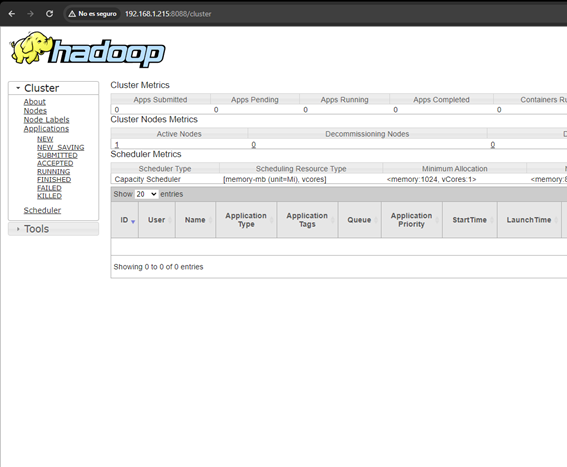 No es seguro 192.168.1.215:8088/cluster
hadoop
Cluster
About
Nodes
Node Labels
Applications
NEW
NEW_SAVING
SUBMITTED
ACCEPTED
RUNNING
FINISHED
FAILED
KILLED
Scheduler
Tools
Cluster Metrics
Apps Submitted Apps Pending Apps Running Apps Completed Containers Ru
0 0 0 0 0
Cluster Nodes Metrics
Active Nodes Decommissioning Nodes D
1 0 0
Scheduler Metrics
Scheduler Type Scheduling Resource Type Minimum Allocation
Capacity Scheduler [memory-mb (unit=Mi), vcores] <memory:1024, vCores:1> <memory:8
Show 20 entries
ID User Name Application Type Application Tags Queue Application Priority StartTime LaunchTime
Showing 0 to 0 of 0 entries